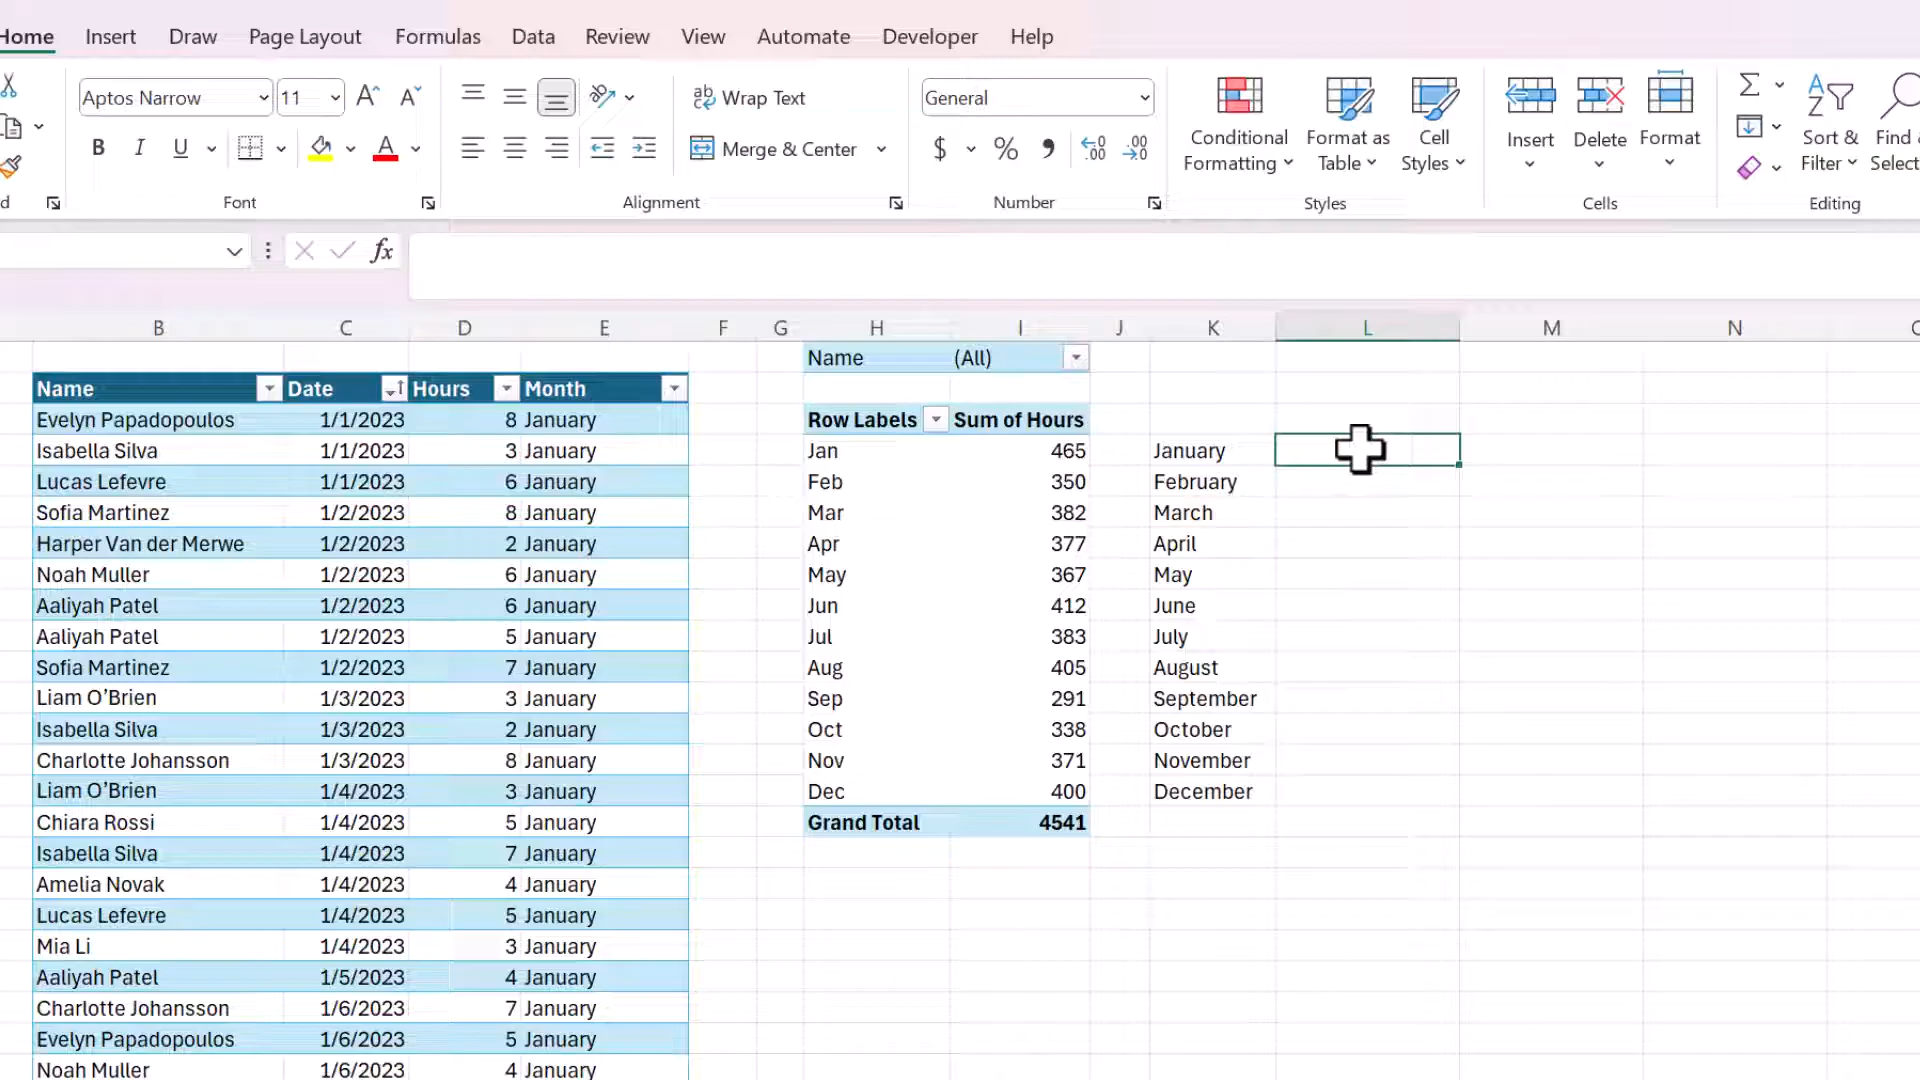 Home Insert Draw Page Layout Formulas Data Review View Automate Developer Help
Aptos Narrow 11 A A Wrap Text General
B I U A Merge & Center $ % Conditional Formatting Format as Table Cell Styles Insert Delete Format Sort & Filter Find & Select
d Font Alignment Number Styles Cells Editing
fx
B C D E F G H I J K L M N
Name (All)
Name Date Hours Month
Evelyn Papadopoulos 1/1/2023 8 January Row Labels Sum of Hours
Isabella Silva 1/1/2023 3 January Jan 465 January
Lucas Lefevre 1/1/2023 6 January Feb 350 February
Sofia Martinez 1/2/2023 8 January Mar 382 March
Harper Van der Merwe 1/2/2023 2 January Apr 377 April
Noah Muller 1/2/2023 6 January May 367 May
Aaliyah Patel 1/2/2023 6 January Jun 412 June
Aaliyah Patel 1/2/2023 5 January Jul 383 July
Sofia Martinez 1/2/2023 7 January Aug 405 August
Liam O’Brien 1/3/2023 3 January Sep 291 September
Isabella Silva 1/3/2023 2 January Oct 338 October
Charlotte Johansson 1/3/2023 8 January Nov 371 November
Liam O’Brien 1/4/2023 3 January Dec 400 December
Chiara Rossi 1/4/2023 5 January Grand Total 4541
Isabella Silva 1/4/2023 7 January
Amelia Novak 1/4/2023 4 January
Lucas Lefevre 1/4/2023 5 January
Mia Li 1/4/2023 3 January
Aaliyah Patel 1/5/2023 4 January
Charlotte Johansson 1/6/2023 7 January
Evelyn Papadopoulos 1/6/2023 5 January
Noah Muller 1/6/2023 4 January